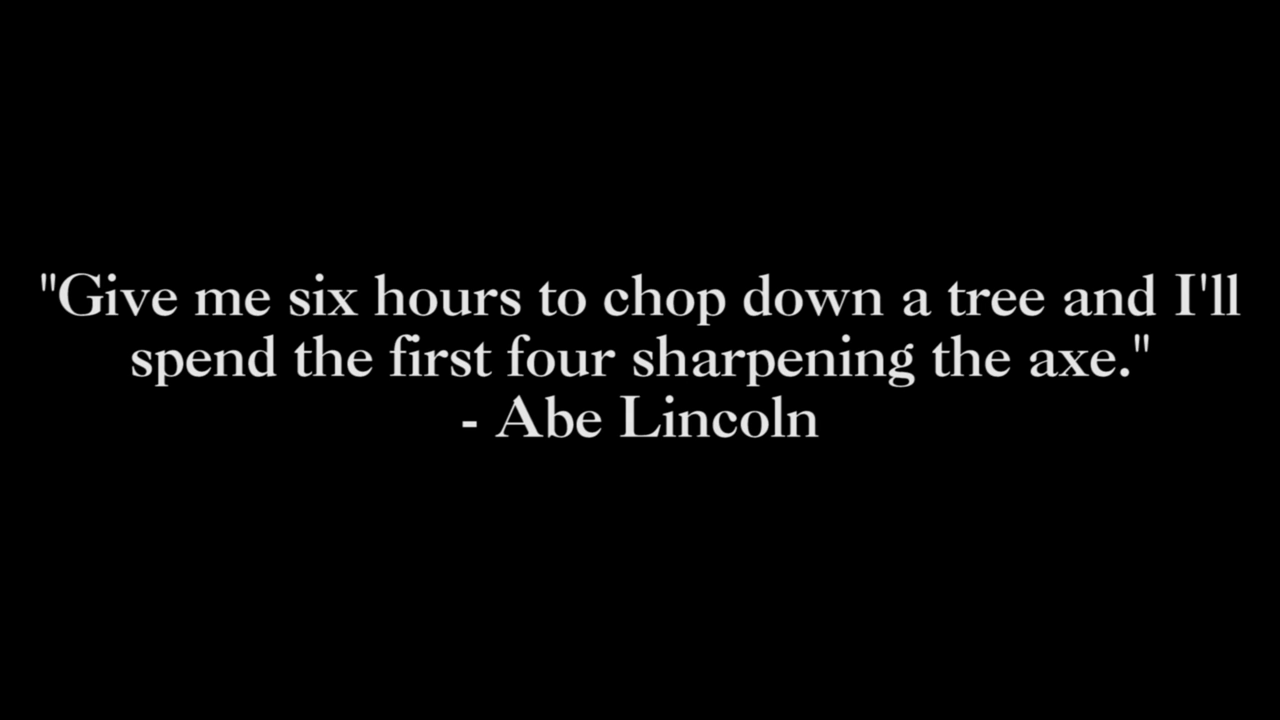 "Give me six hours to chop down a tree and I'll
spend the first four sharpening the axe."
- Abe Lincoln